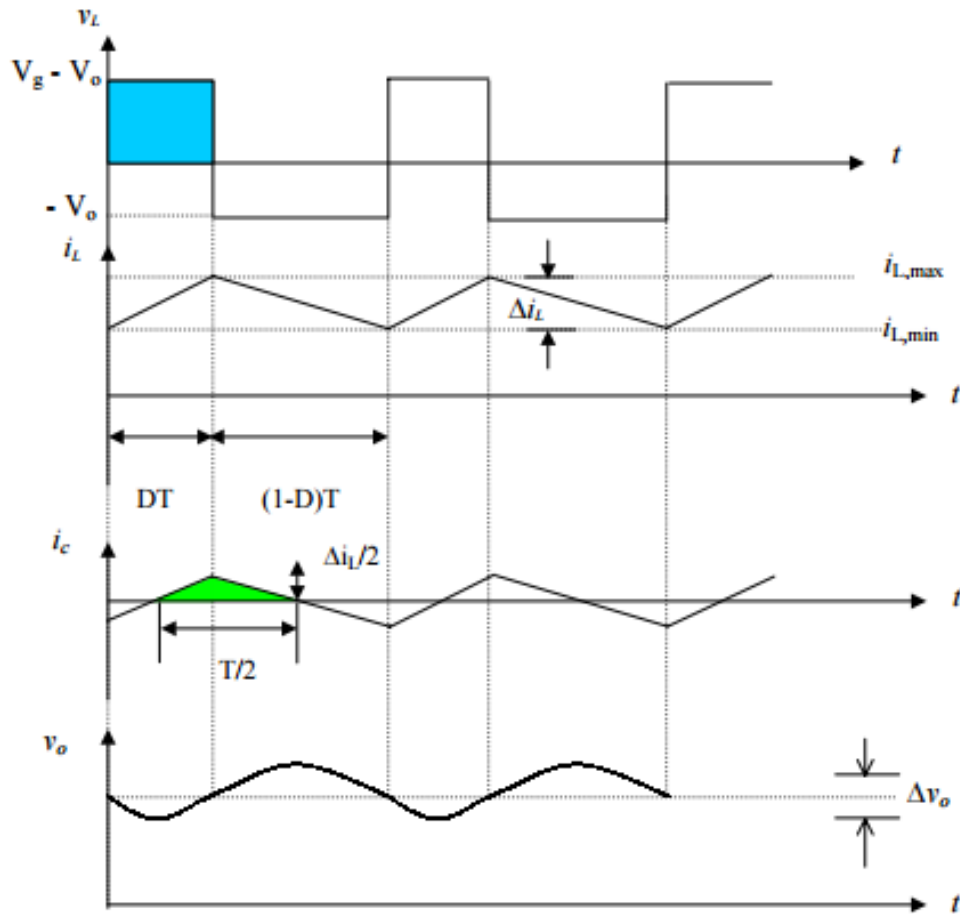 v_L
V_g - V_o
t
- V_o
i_L
i_L,max
Δi_L
i_L,min
t
DT (1-D)T
i_c
Δi_L/2
t
T/2
v_o
Δv_o
t